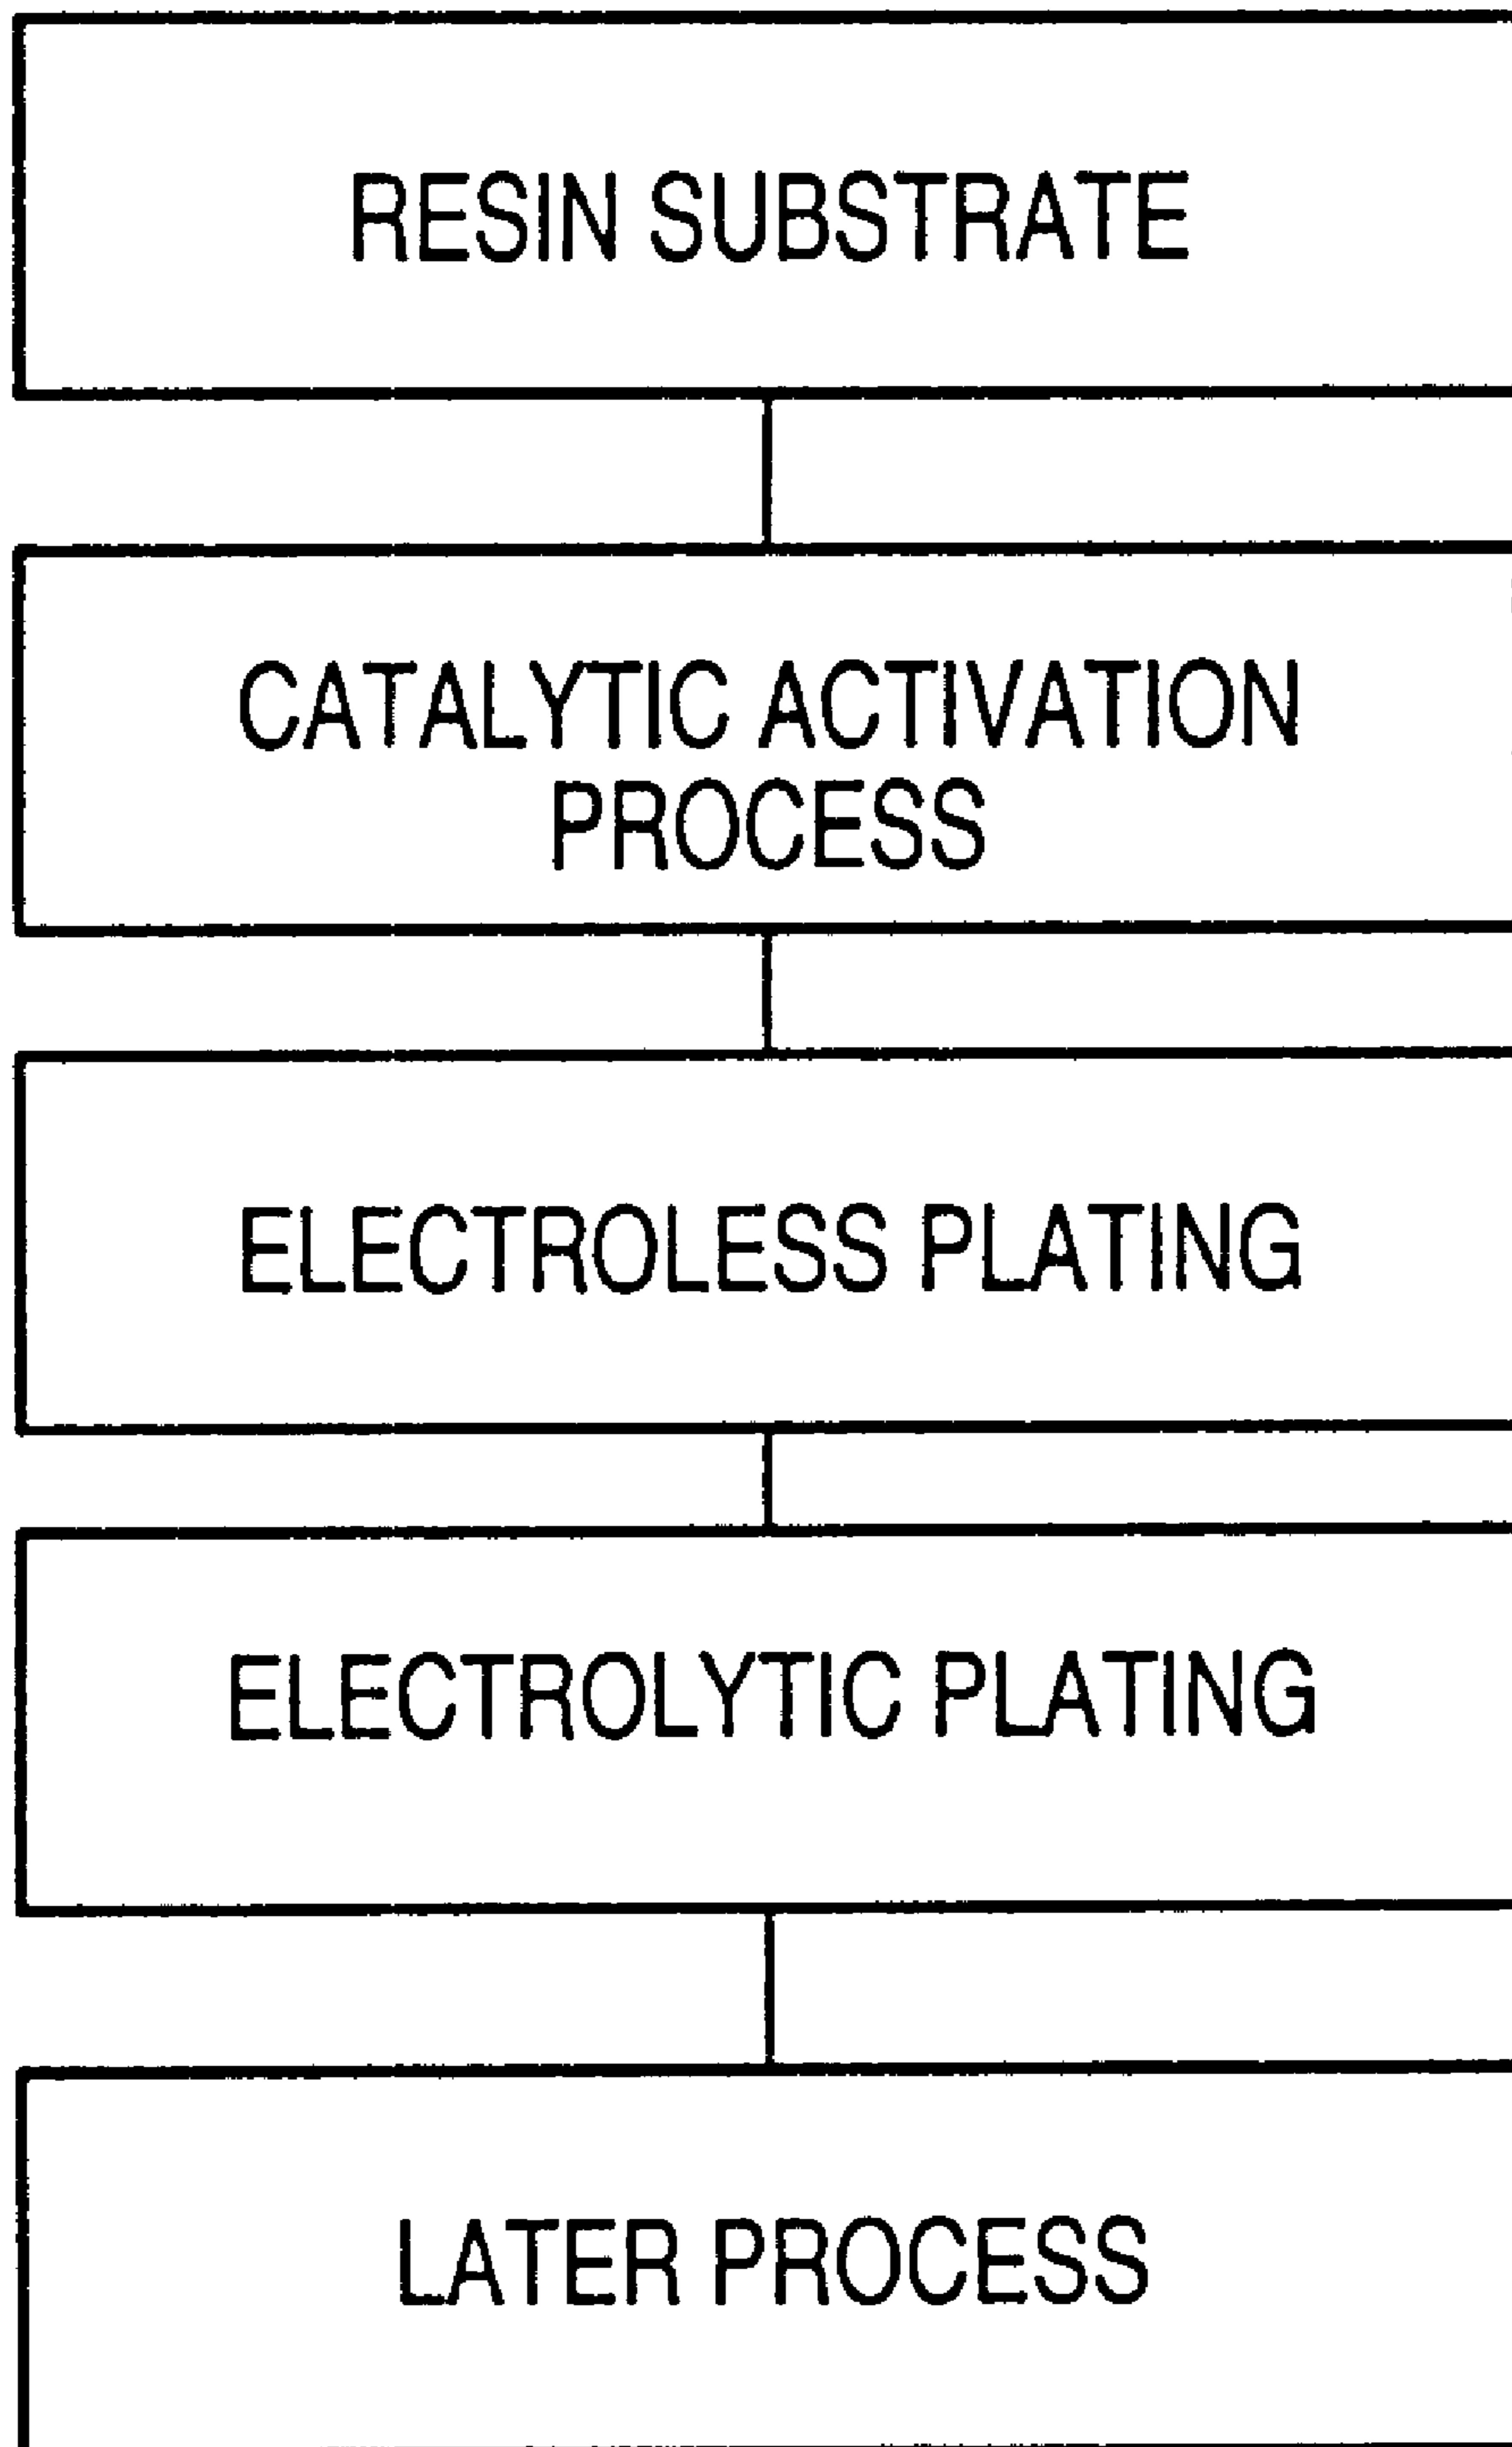 RESIN SUBSTRATE
CATALYTIC ACTIVATION
PROCESS
ELECTROLESS PLATING
ELECTROLYTIC PLATING
LATER PROCESS